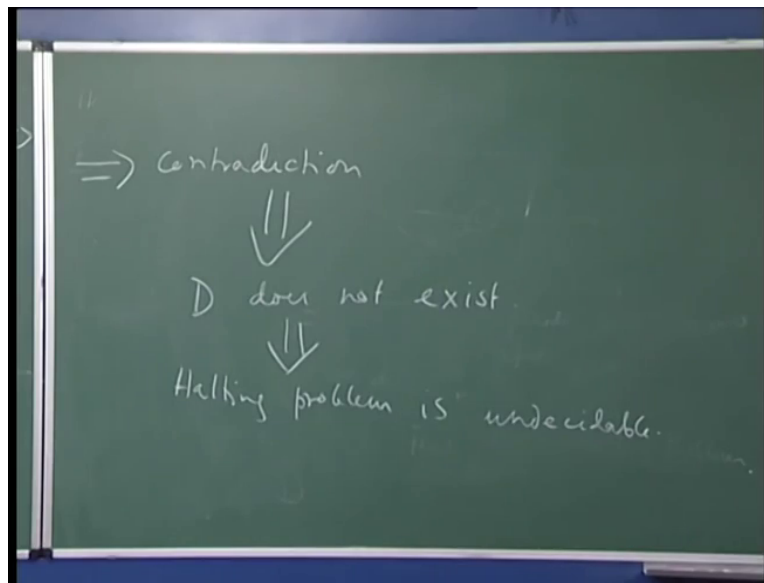 ⇒ contradiction
⇓
D does not exist.
⇓
Halting problem is undecidable.